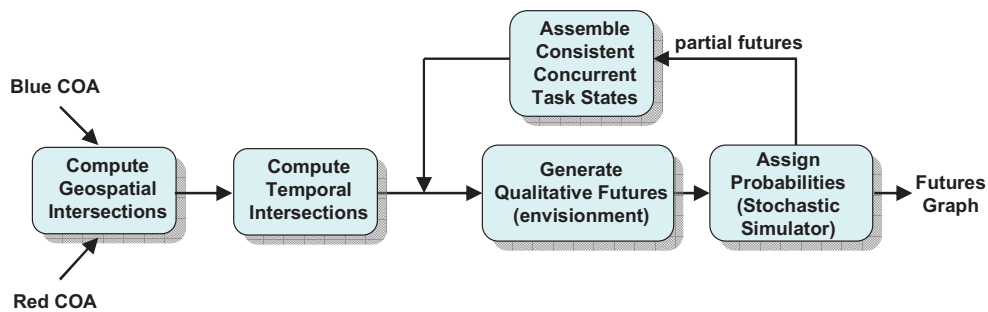 Blue COA
Red COA
Compute
Geospatial
Intersections
Compute
Temporal
Intersections
Assemble
Consistent
Concurrent
Task States
partial futures
Generate
Qualitative Futures
(envisionment)
Assign
Probabilities
(Stochastic
Simulator)
Futures
Graph